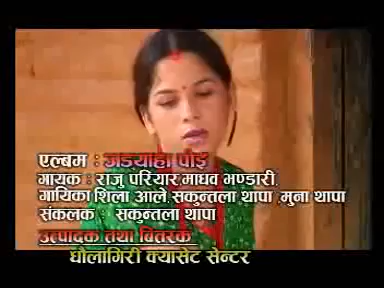 एल्बम : जड्याहा पोइ
गायक : राजु परियार,माधव भण्डारी,
गायिका शिला आले,सकुन्तला थापा ,मुना थापा
संकलक : सकुन्तला थापा
उत्पादक तथा बितरक
धौलागिरी क्यासेट सेन्टर